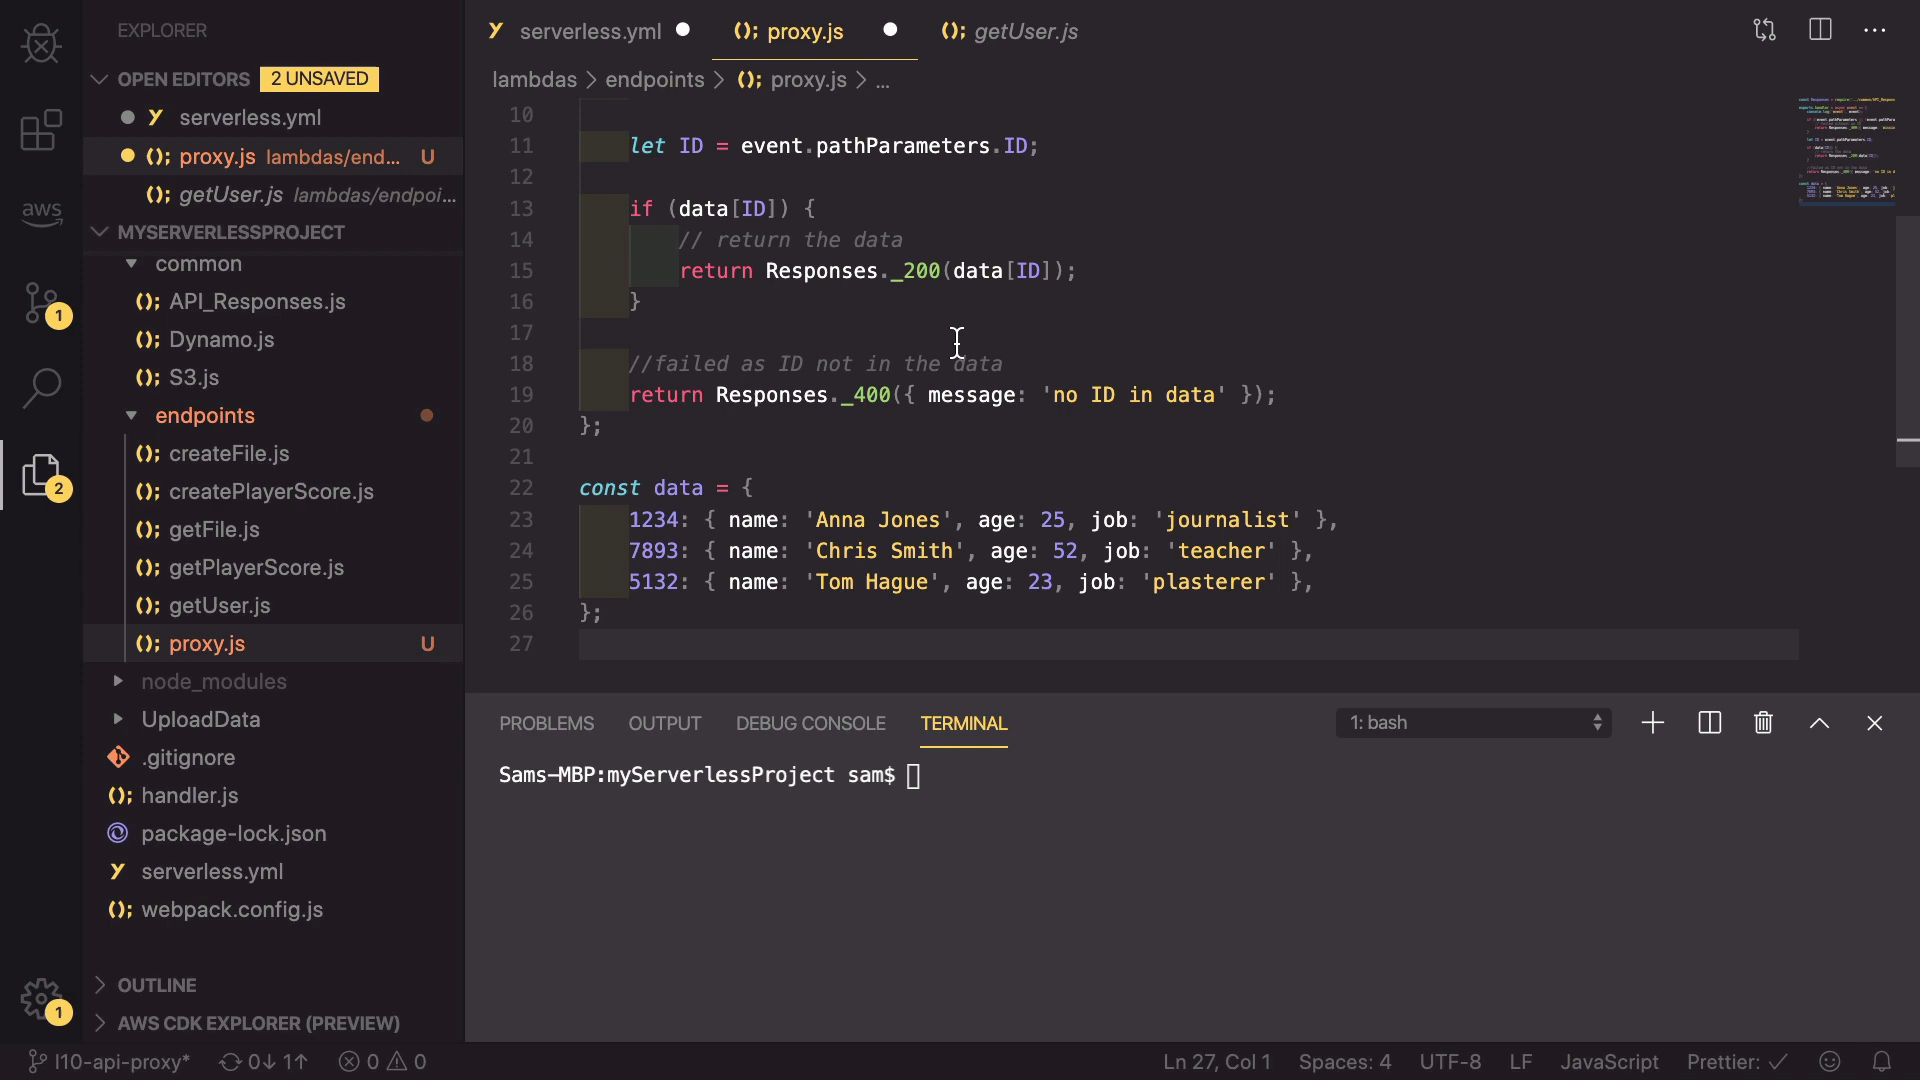 EXPLORER
OPEN EDITORS 2 UNSAVED
serverless.yml
proxy.js lambdas/end... U
getUser.js lambdas/endpoi...
MYSERVERLESSPROJECT
common
API_Responses.js
Dynamo.js
S3.js
endpoints
createFile.js
createPlayerScore.js
getFile.js
getPlayerScore.js
getUser.js
proxy.js U
node_modules
UploadData
.gitignore
handler.js
package-lock.json
serverless.yml
webpack.config.js
OUTLINE
AWS CDK EXPLORER (PREVIEW)
aws
1
2
1
serverless.yml proxy.js getUser.js
lambdas > endpoints > proxy.js > ...
10
11 let ID = event.pathParameters.ID;
12
13 if (data[ID]) {
14 // return the data
15 return Responses._200(data[ID]);
16 }
17
18 //failed as ID not in the data
19 return Responses._400({ message: 'no ID in data' });
20 };
21
22 const data = {
23 1234: { name: 'Anna Jones', age: 25, job: 'journalist' },
24 7893: { name: 'Chris Smith', age: 52, job: 'teacher' },
25 5132: { name: 'Tom Hague', age: 23, job: 'plasterer' },
26 };
27
PROBLEMS OUTPUT DEBUG CONSOLE TERMINAL 1: bash
Sams-MBP:myServerlessProject sam$
l10-api-proxy* 0↓ 1↑ 0 0 Ln 27, Col 1 Spaces: 4 UTF-8 LF JavaScript Prettier: ✓